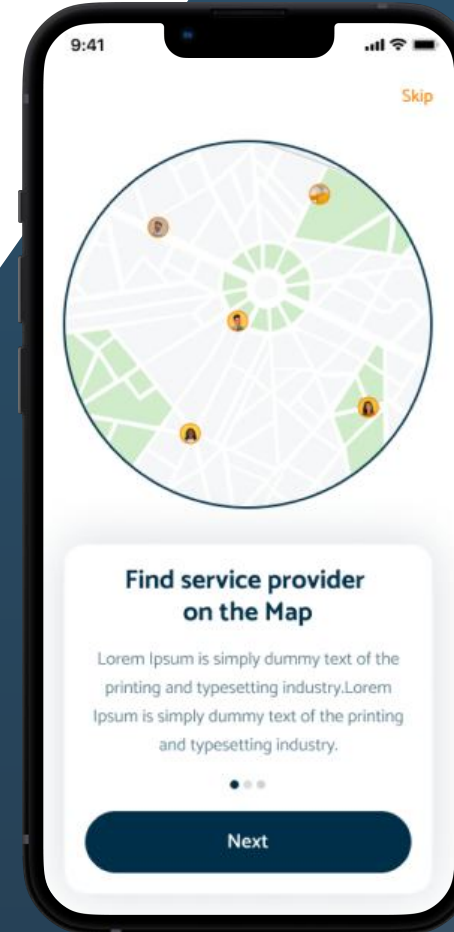 9:41
Skip
Find service provider
on the Map
Lorem Ipsum is simply dummy text of the
printing and typesetting industry.Lorem
Ipsum is simply dummy text of the printing
and typesetting industry.
Next